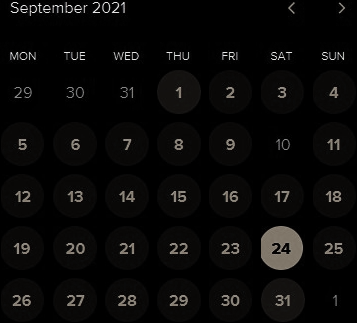 September 2021
MON TUE WED THU FRI SAT SUN
29 30 31 1 2 3 4
5 6 7 8 9 10 11
12 13 14 15 16 17 18
19 20 21 22 23 24 25
26 27 28 29 30 31 1